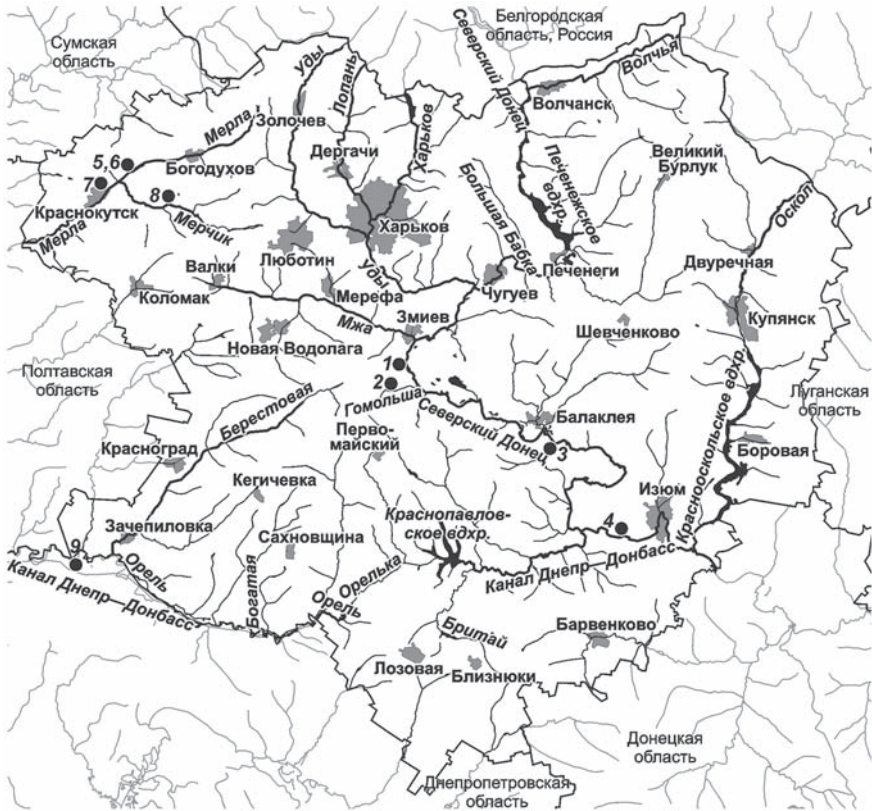 Белгородская
область, Россия
Сумская
область
Северский Донец
Волчья
Волчанск
Уды
Лопань
Харьков
Мерла
Золочев
5,6
Богодухов
Дергачи
Великий
Бурлук
7
8
Краснокутск
Мерла
Мерчик
Харьков
Большая Бабка
Печенежское
вдхр.
Оскол
Люботин
Валки
Уды
Печенеги
Двуречная
Коломак
Мерефа
Чугуев
Мжа
Змиев
Шевченково
Купянск
Новая Водолага
Полтавская
область
1
2
Гомольша
Берестовая
Северский Донец
Балаклея
Краснооскольское вдхр.
Луганская
область
Перво-
майский
3
Боровая
Красноград
Кегичевка
Изюм
Краснопавлов-
ское вдхр.
4
Зачепиловка
Сахновщина
9
Канал Днепр—Донбасс
Орель
Богатая
Орель
Орелька
Канал Днепр—Донбасс
Бритай
Барвенково
Лозовая
Близнюки
Донецкая
область
Днепропетровская
область